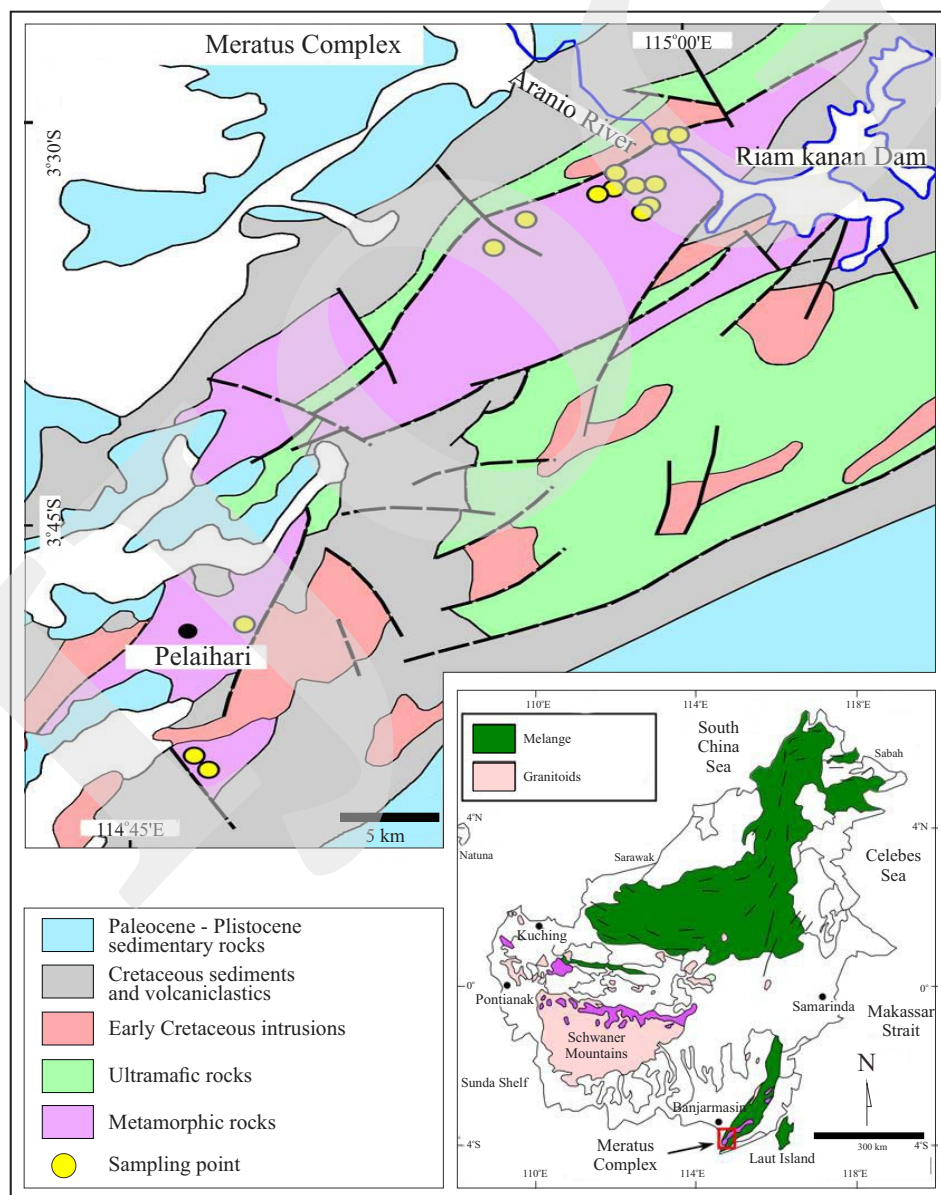 Meratus Complex
115°00'E
Aranio River
Riam kanan Dam
3°30'S
3°45'S
Pelaihari
114°45'E
5 km
Paleocene - Plistocene
sedimentary rocks
Cretaceous sediments
and volcaniclastics
Early Cretaceous intrusions
Ultramafic rocks
Metamorphic rocks
Sampling point
110°E
114°E
118°E
Melange
Granitoids
South
China
Sea
Sabah
4°N
4°N
Natuna
Sarawak
Celebes
Sea
Kuching
0°
0°
Pontianak
Samarinda
Makassar
Strait
Schwaner
Mountains
Sunda Shelf
N
Banjarmasin
4°S
4°S
Meratus
Complex
Laut Island
300 km
110°E
114°E
118°E